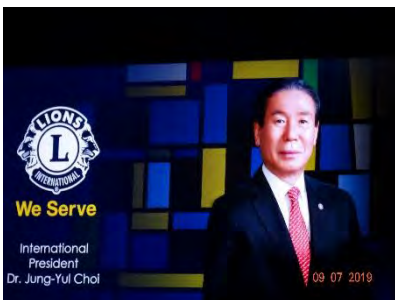 LIONS
L
INTERNATIONAL
We Serve
International
President
Dr. Jung-Yul Choi
09 07 2019